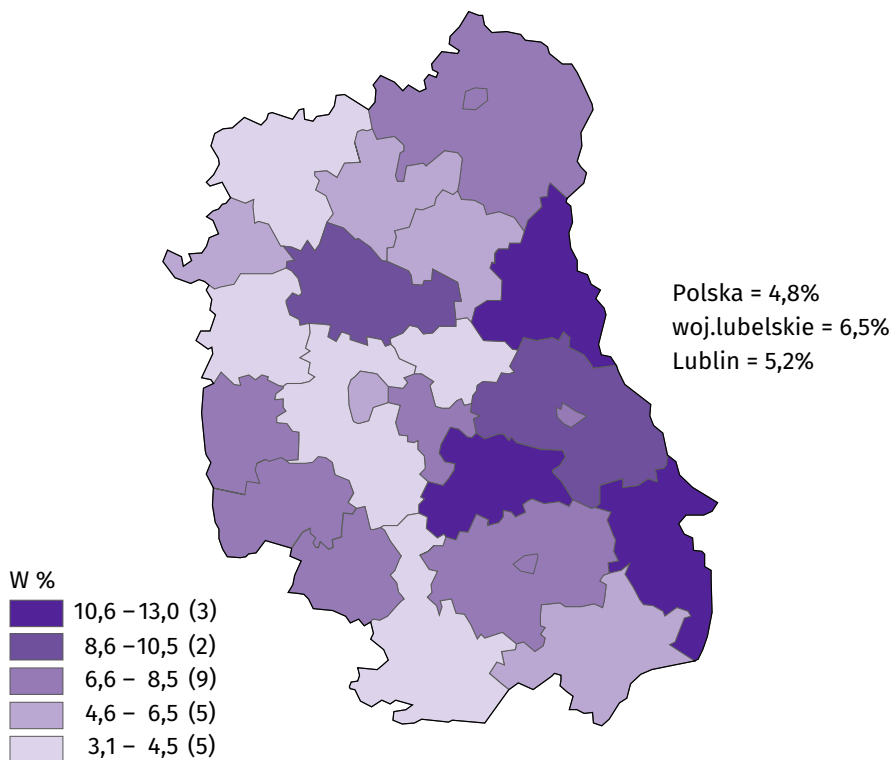 Polska = 4,8%
woj.lubelskie = 6,5%
Lublin = 5,2%
W %
10,6 – 13,0 (3)
8,6 – 10,5 (2)
6,6 – 8,5 (9)
4,6 – 6,5 (5)
3,1 – 4,5 (5)